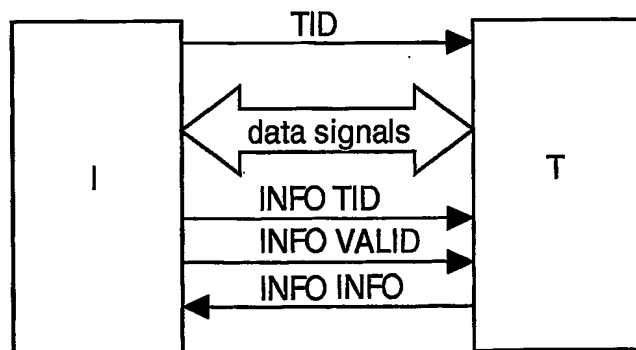 TID
data signals
I
T
INFO TID
INFO VALID
INFO INFO